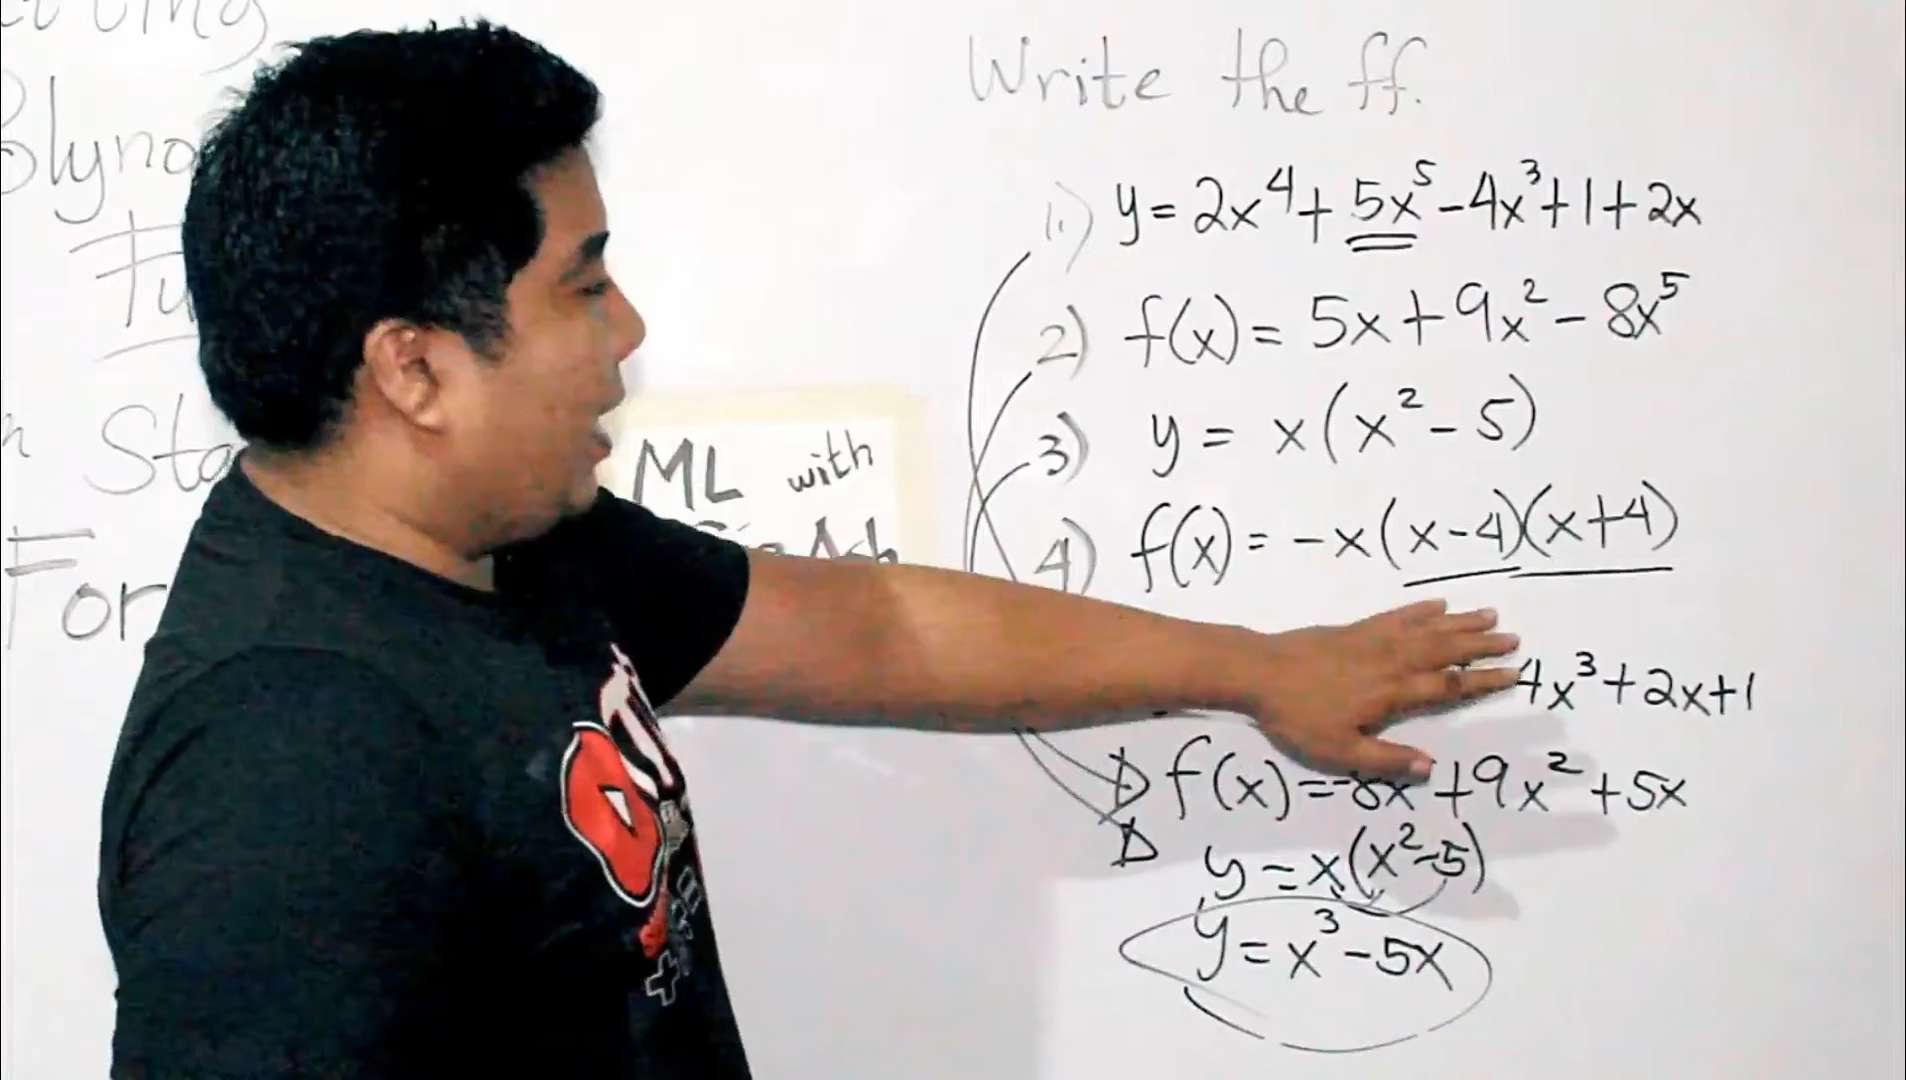 Write the ff.
1.) y = 2x⁴ + 5x⁵ - 4x³ + 1 + 2x
2) f(x) = 5x + 9x² - 8x⁵
3) y = x(x² - 5)
4) f(x) = -x(x-4)(x+4)
4x³ + 2x + 1
f(x) = -8x + 9x² + 5x
y = x(x² - 5)
y = x³ - 5x
ML with